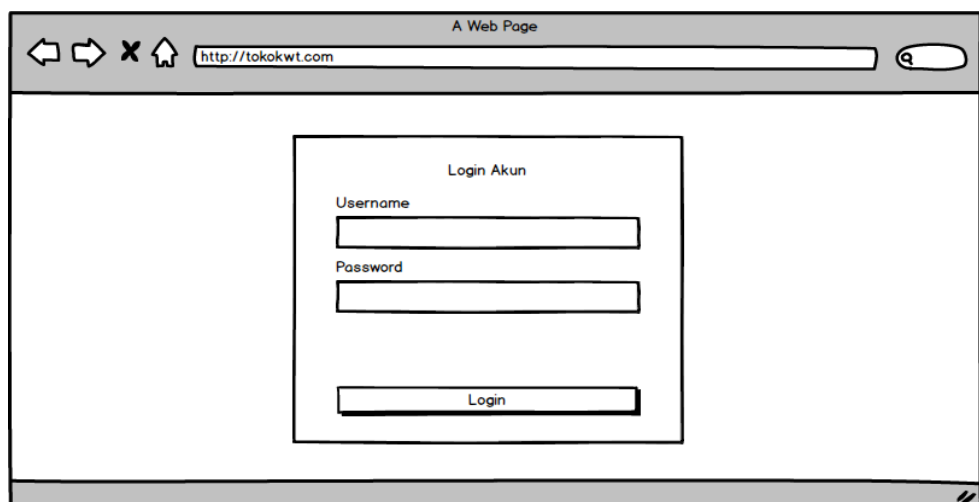 A Web Page
http://tokokwt.com
Login Akun
Username
Password
Login